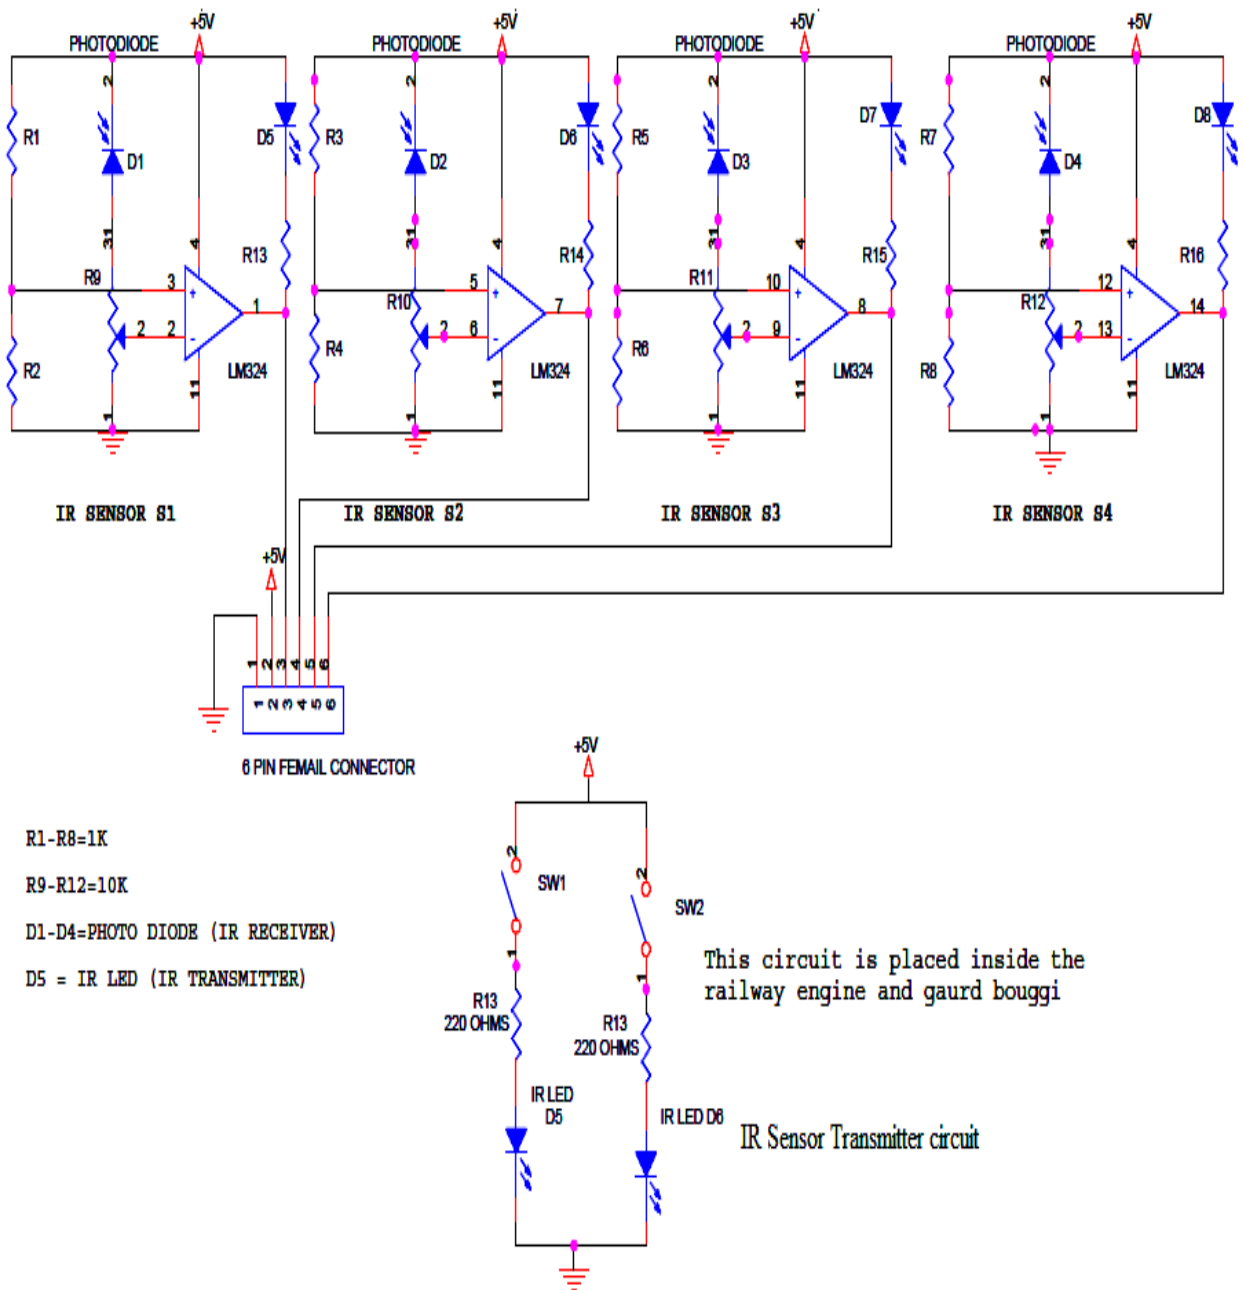 +5V +5V +5V +5V
PHOTODIODE PHOTODIODE PHOTODIODE PHOTODIODE
2 2 2 2
R1 D1 D5 R3 D2 D6 R5 D3 D7 R7 D4 D8
31 4 31 4 31 4 31 4
R13 R14 R15 R16
R9 3 + R10 5 + R11 10 + R12 12 +
1 7 8 14
2 2 - 2 6 - 2 9 - 2 13 -
R2 LM324 R4 LM324 R6 LM324 R8 LM324
1 11 1 11 1 11 1 11
IR SENSOR S1 IR SENSOR S2 IR SENSOR S3 IR SENSOR S4
+5V
1 2 3 4 5 6
1 2 3 4 5 6
6 PIN FEMAIL CONNECTOR
+5V
R1-R8=1K
R9-R12=10K
D1-D4=PHOTO DIODE (IR RECEIVER)
D5 = IR LED (IR TRANSMITTER)
2
SW1
1
2
SW2
1
This circuit is placed inside the
railway engine and gaurd bouggi
R13
220 OHMS
R13
220 OHMS
IR LED
D5
IR LED D6
IR Sensor Transmitter circuit